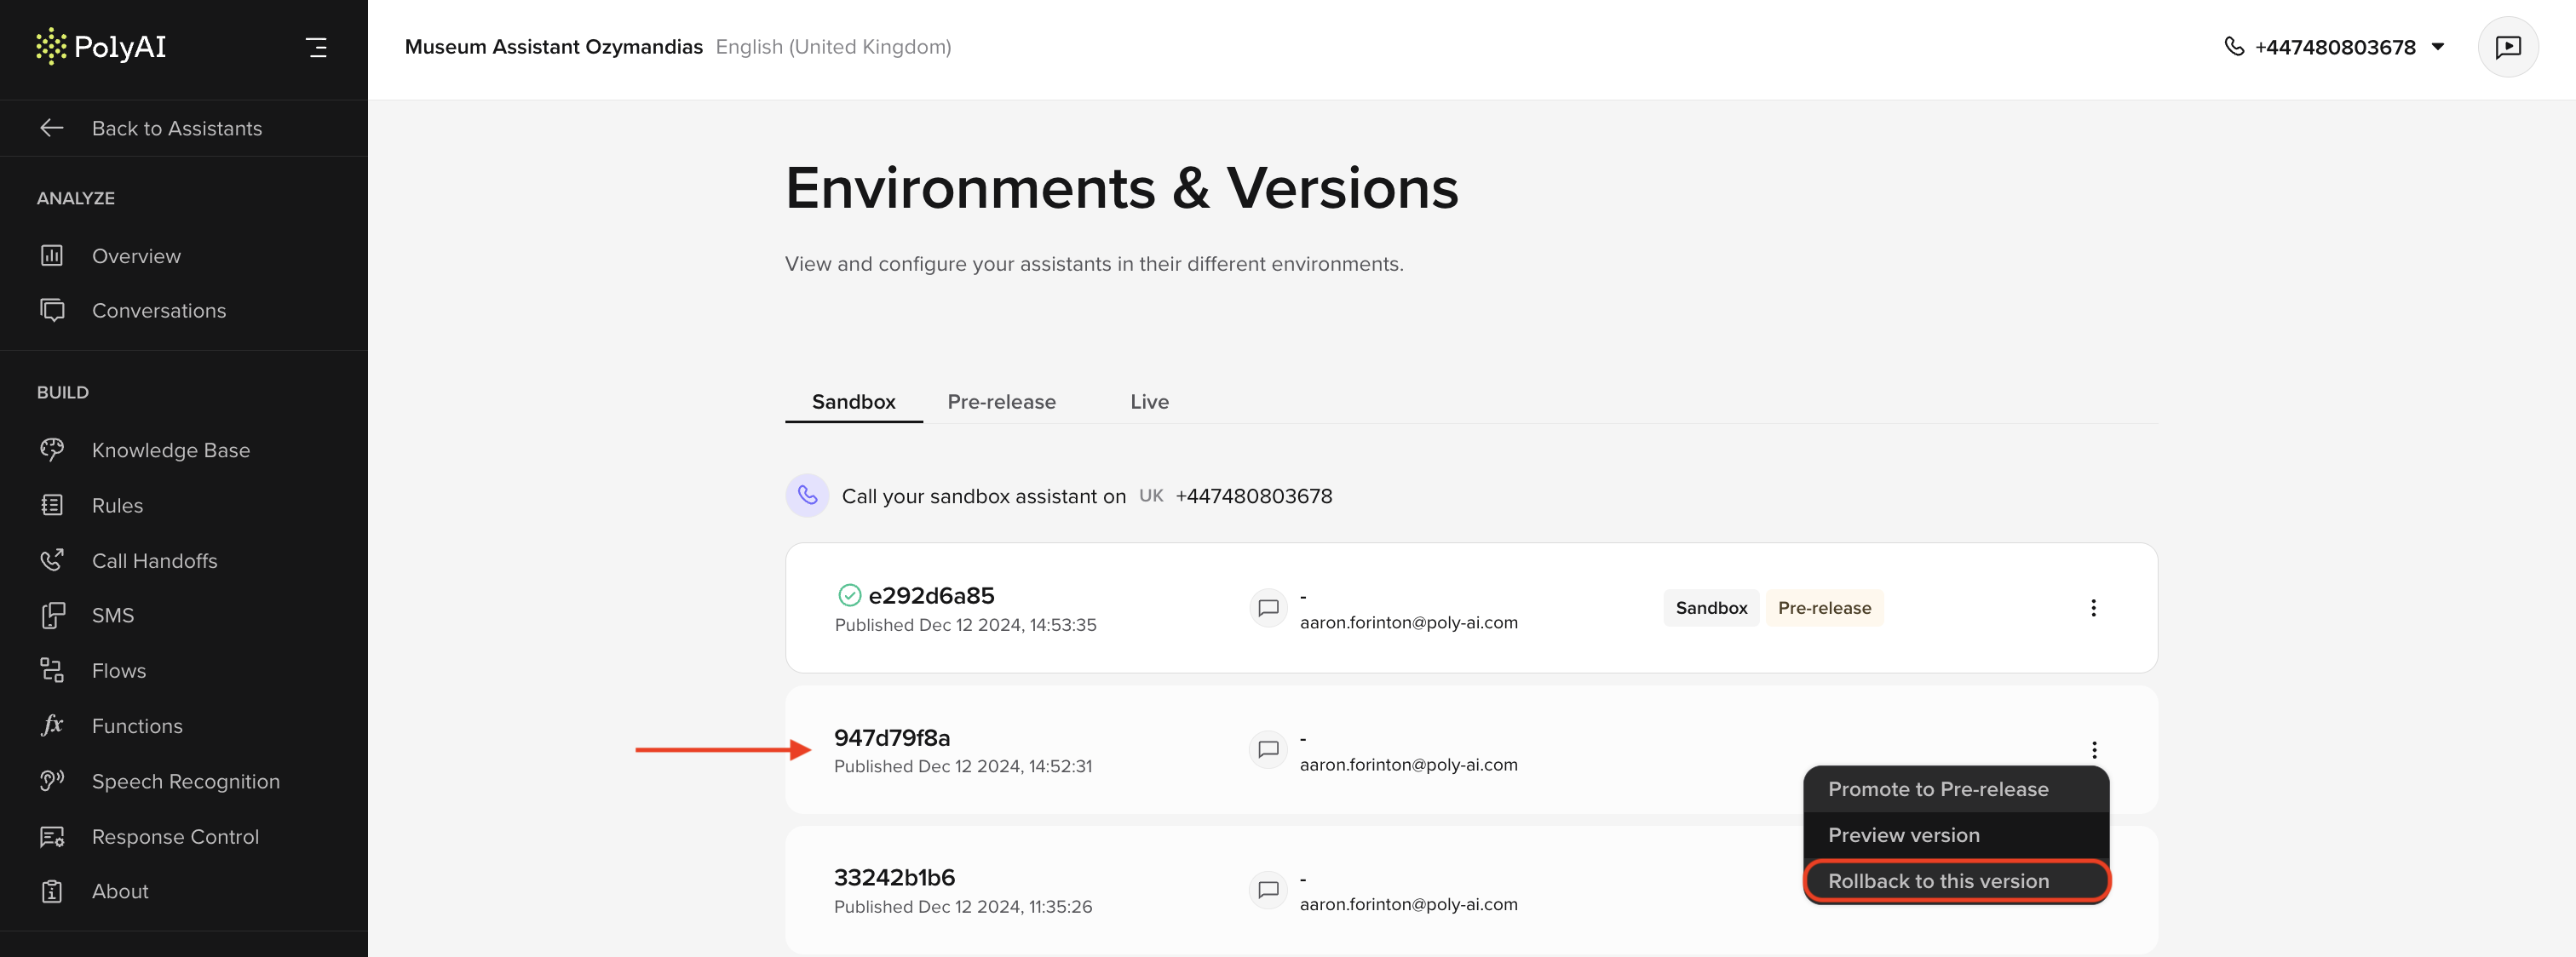 PolyAI
Back to Assistants
ANALYZE
Overview
Conversations
BUILD
Knowledge Base
Rules
Call Handoffs
SMS
Flows
fx Functions
Speech Recognition
Response Control
About
Museum Assistant Ozymandias English (United Kingdom)
+447480803678
Environments & Versions
View and configure your assistants in their different environments.
Sandbox Pre-release Live
Call your sandbox assistant on UK +447480803678
e292d6a85
Published Dec 12 2024, 14:53:35
-
aaron.forinton@poly-ai.com
Sandbox Pre-release
947d79f8a
Published Dec 12 2024, 14:52:31
-
aaron.forinton@poly-ai.com
Promote to Pre-release
Preview version
Rollback to this version
33242b1b6
Published Dec 12 2024, 11:35:26
-
aaron.forinton@poly-ai.com